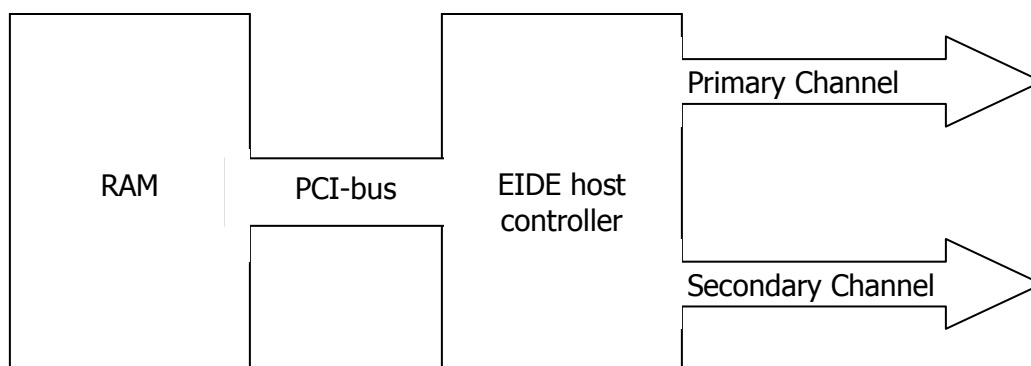 Primary Channel
RAM
PCI-bus
EIDE host
controller
Secondary Channel